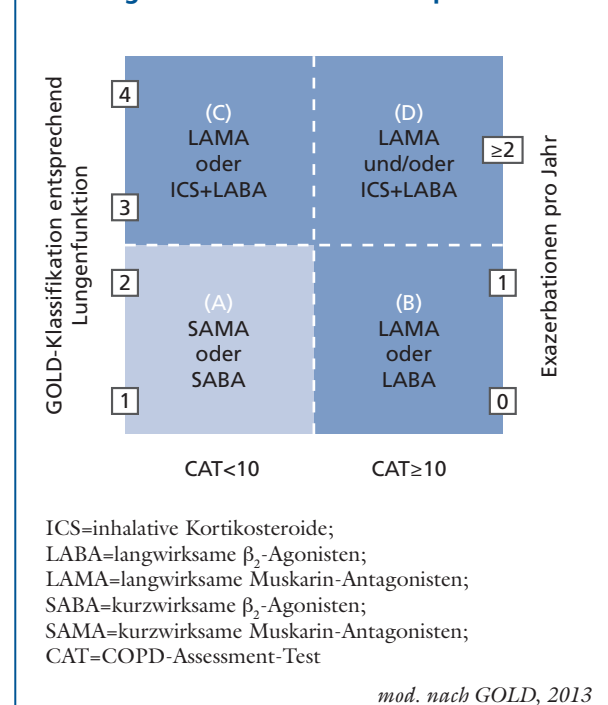 GOLD-Klassifikation entsprechend
Lungenfunktion
4
3
2
1
(C)
LAMA
oder
ICS+LABA
(D)
LAMA
und/oder
ICS+LABA
(A)
SAMA
oder
SABA
(B)
LAMA
oder
LABA
≥2
1
0
Exazerbationen pro Jahr
CAT<10
CAT≥10
ICS=inhalative Kortikosteroide;
LABA=langwirksame β₂-Agonisten;
LAMA=langwirksame Muskarin-Antagonisten;
SABA=kurzwirksame β₂-Agonisten;
SAMA=kurzwirksame Muskarin-Antagonisten;
CAT=COPD-Assessment-Test
mod. nach GOLD, 2013